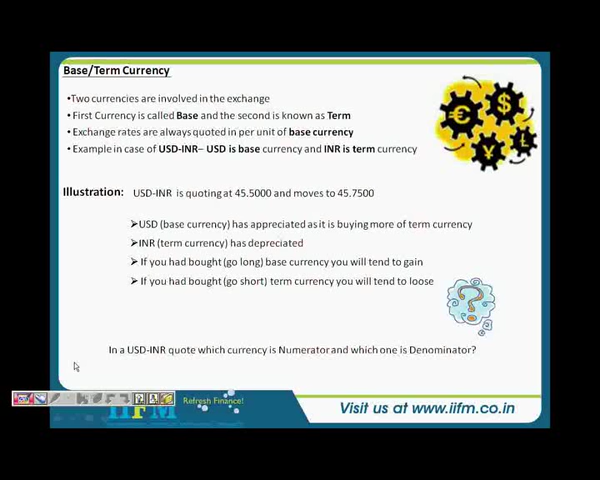 Base/Term Currency
•Two currencies are involved in the exchange
•First Currency is called Base and the second is known as Term
•Exchange rates are always quoted in per unit of base currency
•Example in case of USD-INR– USD is base currency and INR is term currency
Illustration: USD-INR is quoting at 45.5000 and moves to 45.7500
➢USD (base currency) has appreciated as it is buying more of term currency
➢INR (term currency) has depreciated
➢If you had bought (go long) base currency you will tend to gain
➢If you had bought (go short) term currency you will tend to loose
In a USD-INR quote which currency is Numerator and which one is Denominator?
IIFM Refresh Finance!
Visit us at www.iifm.co.in